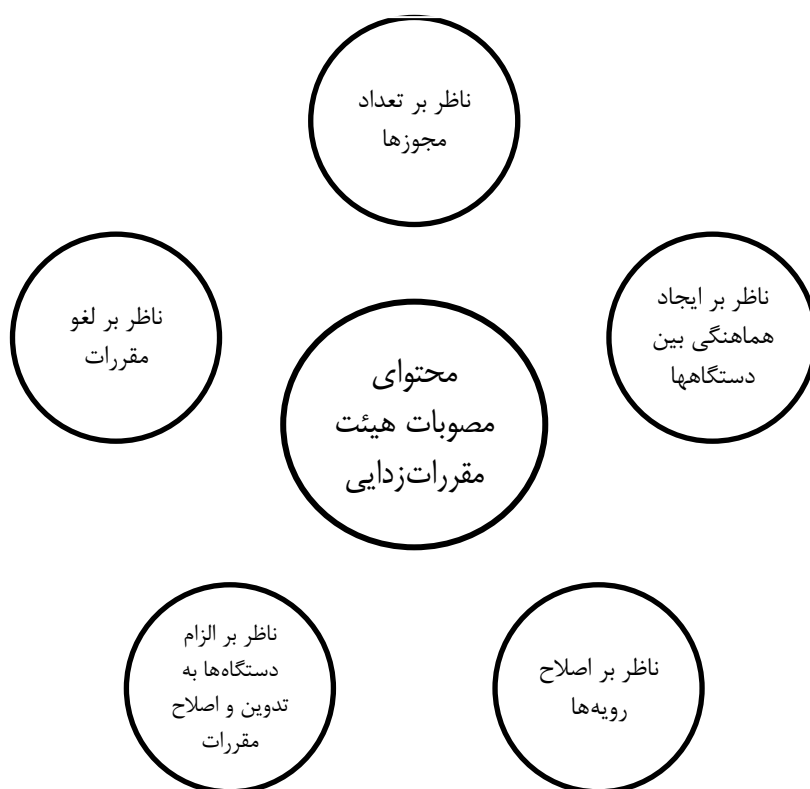 ناظر بر تعداد
مجوزها
ناظر بر ایجاد
هماهنگی بین
دستگاهها
ناظر بر لغو
مقررات
محتوای
مصوبات هیئت
مقررات‌زدایی
ناظر بر اصلاح
رویه‌ها
ناظر بر الزام
دستگاه‌ها به
تدوین و اصلاح
مقررات